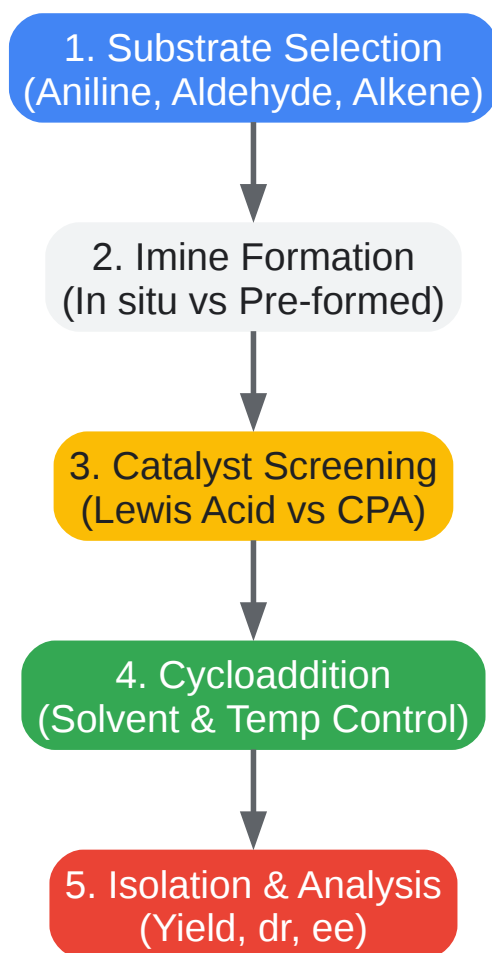 1. Substrate Selection
(Aniline, Aldehyde, Alkene)
2. Imine Formation
(In situ vs Pre-formed)
3. Catalyst Screening
(Lewis Acid vs CPA)
4. Cycloaddition
(Solvent & Temp Control)
5. Isolation & Analysis
(Yield, dr, ee)